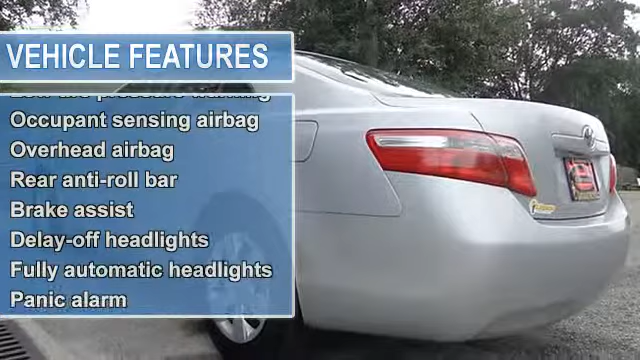 VEHICLE FEATURES
Occupant sensing airbag
Overhead airbag
Rear anti-roll bar
Brake assist
Delay-off headlights
Fully automatic headlights
Panic alarm